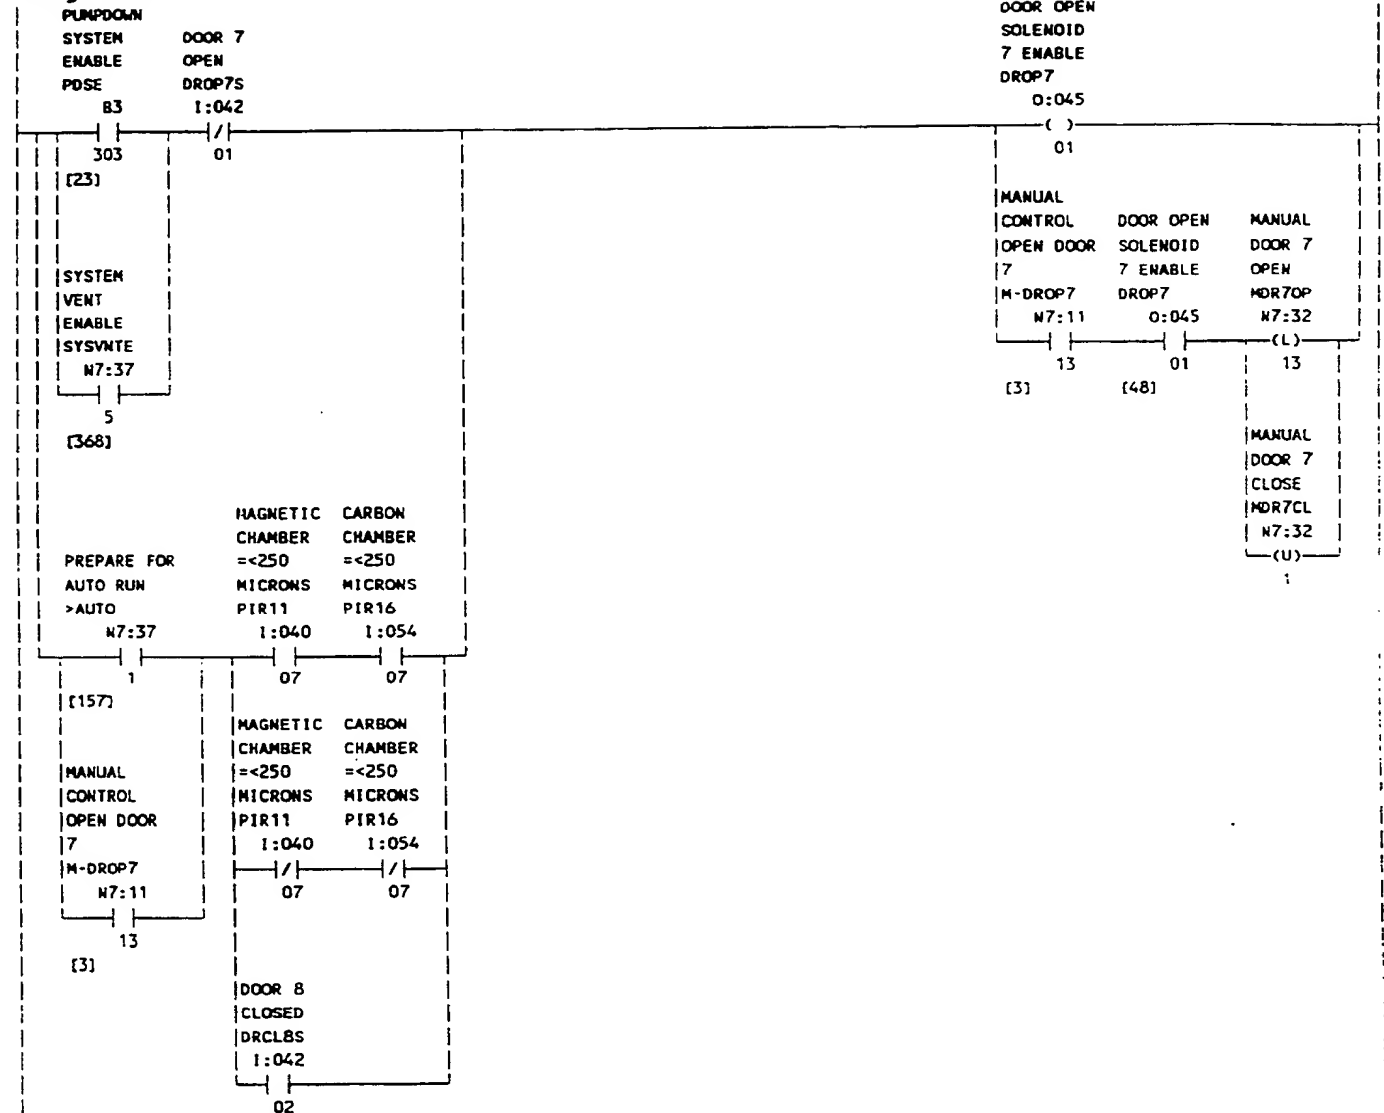 PUMPDOWN
SYSTEM
ENABLE
PDSE
B3
303
[23]
DOOR 7
OPEN
DROP7S
I:042
01
DOOR OPEN
SOLENOID
7 ENABLE
DROP7
O:045
01
SYSTEM
VENT
ENABLE
SYSVNTE
N7:37
5
[368]
MANUAL
CONTROL
OPEN DOOR
7
M-DROP7
N7:11
13
[3]
DOOR OPEN
SOLENOID
7 ENABLE
DROP7
O:045
01
[48]
MANUAL
DOOR 7
OPEN
MDR7OP
N7:32
(L)
13
MANUAL
DOOR 7
CLOSE
MDR7CL
N7:32
(U)
1
PREPARE FOR
AUTO RUN
>AUTO
N7:37
1
[157]
MAGNETIC
CHAMBER
=<250
MICRONS
PIR11
I:040
07
CARBON
CHAMBER
=<250
MICRONS
PIR16
I:054
07
MANUAL
CONTROL
OPEN DOOR
7
M-DROP7
N7:11
13
[3]
MAGNETIC
CHAMBER
=<250
MICRONS
PIR11
I:040
07
CARBON
CHAMBER
=<250
MICRONS
PIR16
I:054
07
DOOR 8
CLOSED
DRCL8S
I:042
02